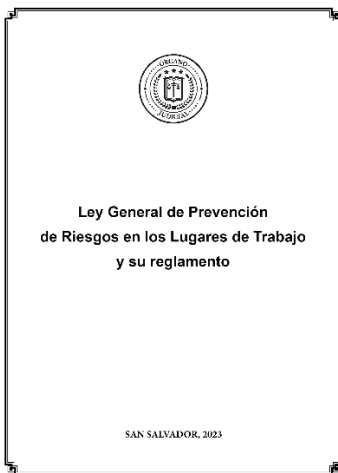 ÓRGANO
JUDICIAL
Ley General de Prevención
de Riesgos en los Lugares de Trabajo
y su reglamento
SAN SALVADOR, 2023